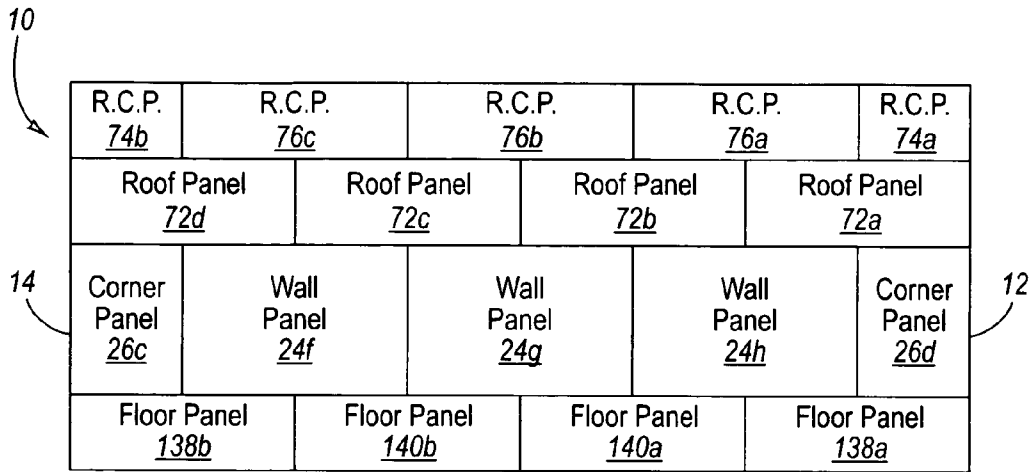 10
R.C.P. R.C.P. R.C.P. R.C.P. R.C.P.
74b 76c 76b 76a 74a
Roof Panel Roof Panel Roof Panel Roof Panel
72d 72c 72b 72a
14 12
Corner Wall Wall Wall Corner
Panel Panel Panel Panel Panel
26c 24f 24g 24h 26d
Floor Panel Floor Panel Floor Panel Floor Panel
138b 140b 140a 138a